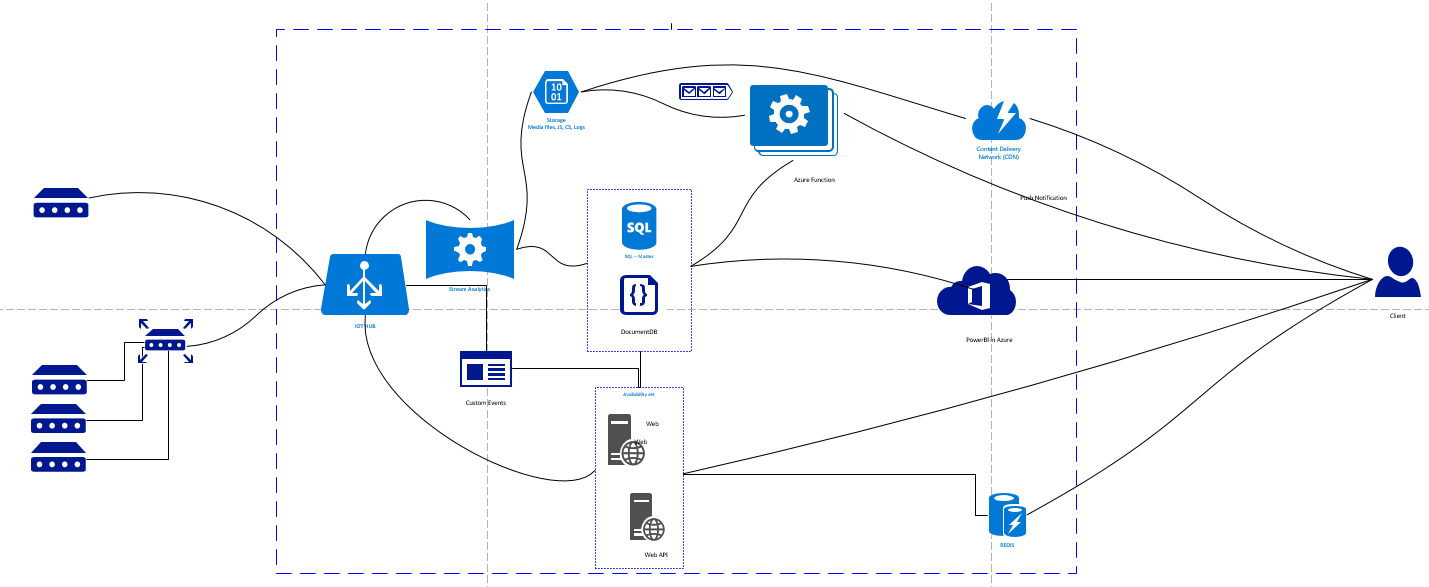 10
01
Storage
Media files, JS, CS, Logs
Azure Function
Content Delivery
Network (CDN)
Push Notification
SQL
SQL – Master
Stream Analytics
{}
IOT HUB
DocumentDB
PowerBI in Azure
Client
Custom Events
Availability set
Web
Web
Web API
REDIS